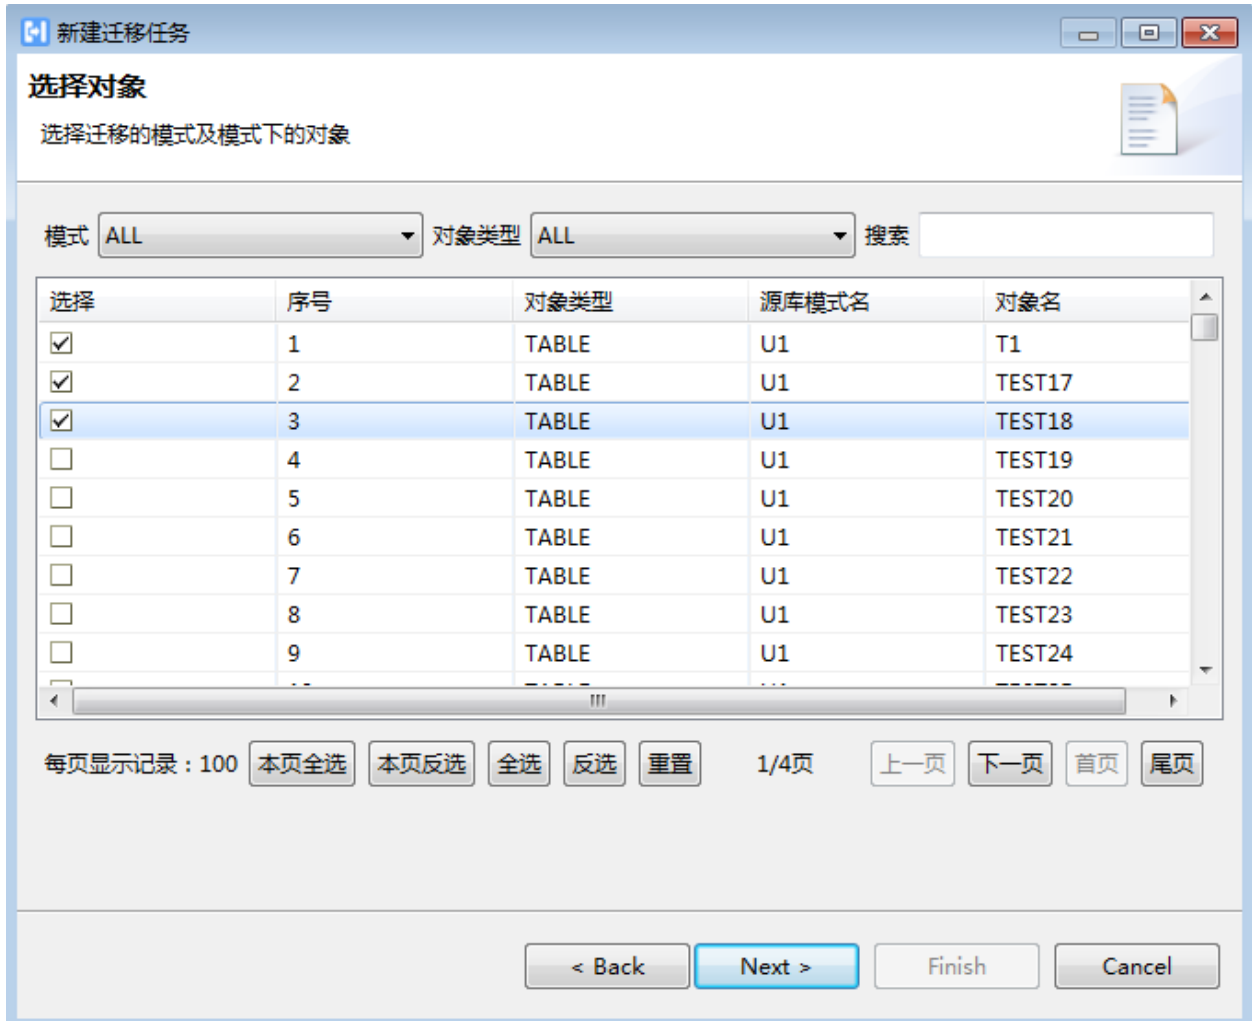 新建迁移任务
选择对象
选择迁移的模式及模式下的对象
模式 ALL 对象类型 ALL 搜索
选择 序号 对象类型 源库模式名 对象名
1 TABLE U1 T1
2 TABLE U1 TEST17
3 TABLE U1 TEST18
4 TABLE U1 TEST19
5 TABLE U1 TEST20
6 TABLE U1 TEST21
7 TABLE U1 TEST22
8 TABLE U1 TEST23
9 TABLE U1 TEST24
每页显示记录：100 本页全选 本页反选 全选 反选 重置 1/4页 上一页 下一页 首页 尾页
< Back Next > Finish Cancel